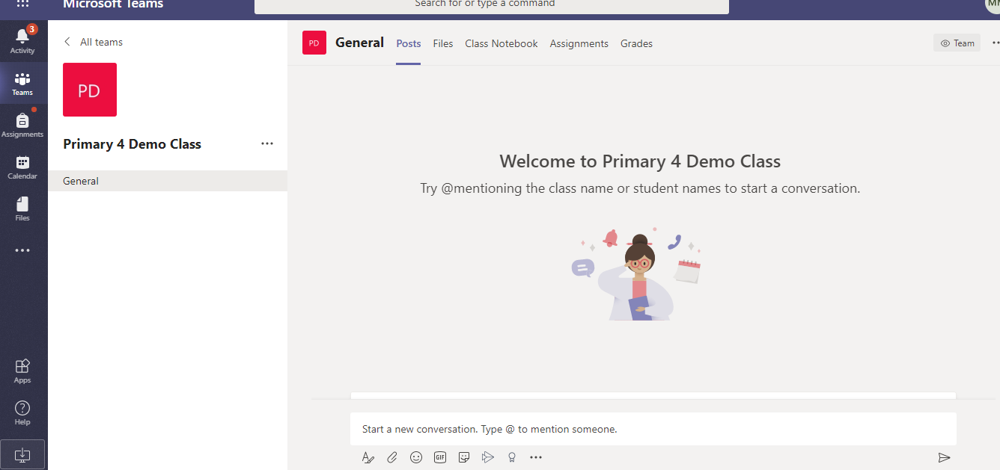 Microsoft Teams
Search for or type a command
3
Activity
Teams
Assignments
Calendar
Files
Apps
Help
All teams
PD
Primary 4 Demo Class
General
PD
General
Posts
Files
Class Notebook
Assignments
Grades
Team
Welcome to Primary 4 Demo Class
Try @mentioning the class name or student names to start a conversation.
Start a new conversation. Type @ to mention someone.
GIF